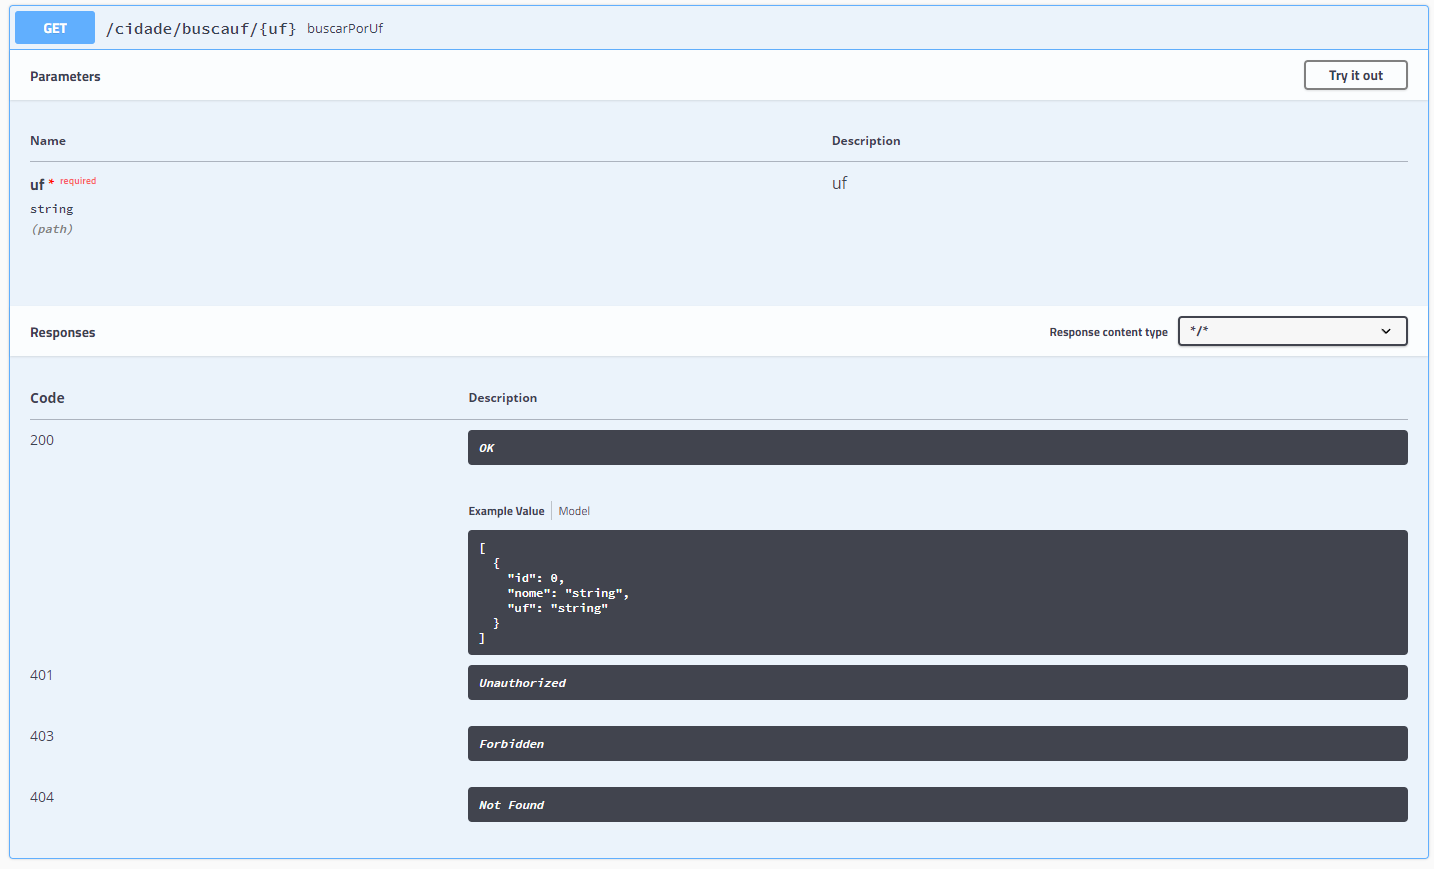 GET /cidade/buscauf/{uf} buscarPorUf
Parameters
Try it out
Name Description
uf * required
uf
string
(path)
Responses
Response content type */*
Code Description
200
OK
Example Value Model
[
  {
    "id": 0,
    "nome": "string",
    "uf": "string"
  }
]
401
Unauthorized
403
Forbidden
404
Not Found